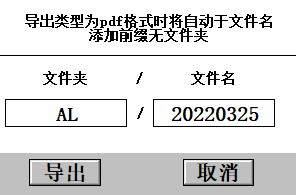 导出类型为pdf格式时将自动于文件名
添加前缀无文件夹
文件夹 / 文件名
AL / 20220325
导出 取消